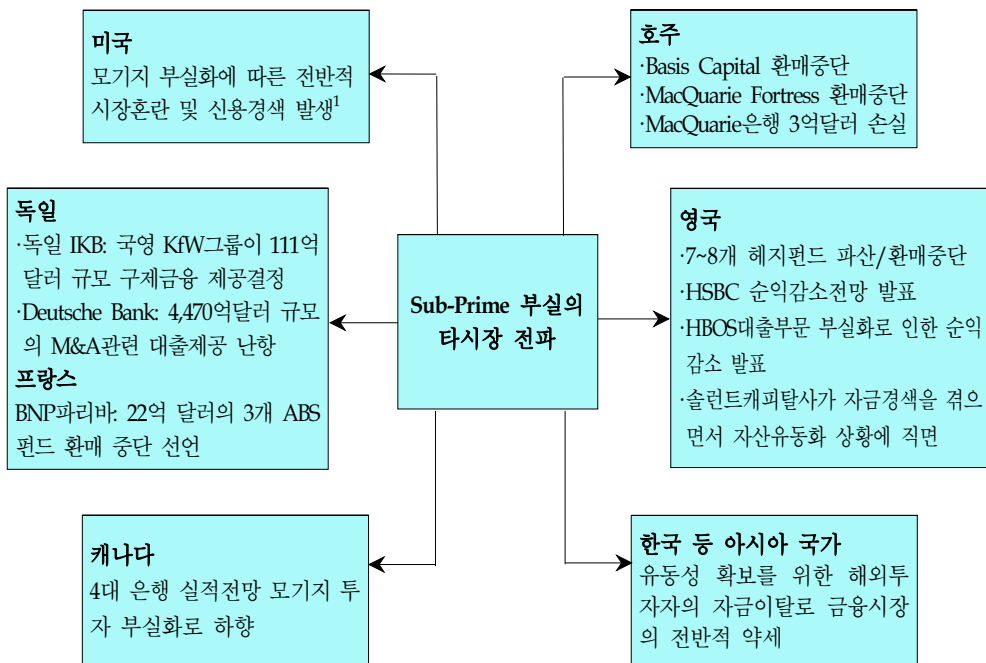 미국
모기지 부실화에 따른 전반적
시장혼란 및 신용경색 발생1
호주
·Basis Capital 환매중단
·MacQuarie Fortress 환매중단
·MacQuarie은행 3억달러 손실
독일
·독일 IKB: 국영 KfW그룹이 111억
달러 규모 구제금융 제공결정
·Deutsche Bank: 4,470억달러 규모
의 M&A관련 대출제공 난항
프랑스
BNP파리바: 22억 달러의 3개 ABS
펀드 환매 중단 선언
Sub-Prime 부실의
타시장 전파
영국
·7~8개 헤지펀드 파산/환매중단
·HSBC 순익감소전망 발표
·HBOS대출부문 부실화로 인한 순익
감소 발표
·솔런트캐피탈사가 자금경색을 겪으
면서 자산유동화 상황에 직면
캐나다
4대 은행 실적전망 모기지 투
자 부실화로 하향
한국 등 아시아 국가
유동성 확보를 위한 해외투
자자의 자금이탈로 금융시장
의 전반적 약세